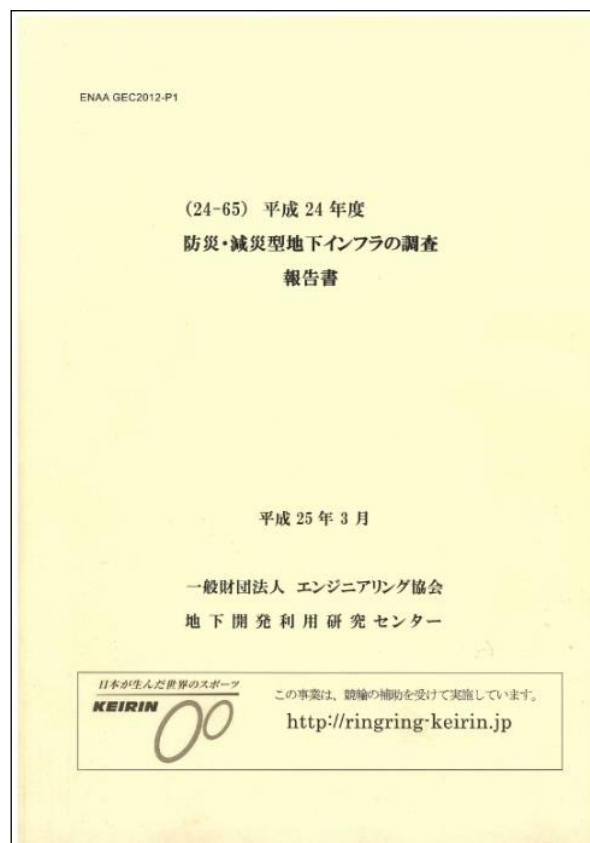 ENAA GEC2012-P1
（24-65）平成 24 年度
防災・減災型地下インフラの調査
報告書
平成 25 年 3 月
一般財団法人　エンジニアリング協会
地下開発利用研究センター
日本が生んだ世界のスポーツ
KEIRIN
この事業は、競輪の補助を受けて実施しています。
http://ringring-keirin.jp